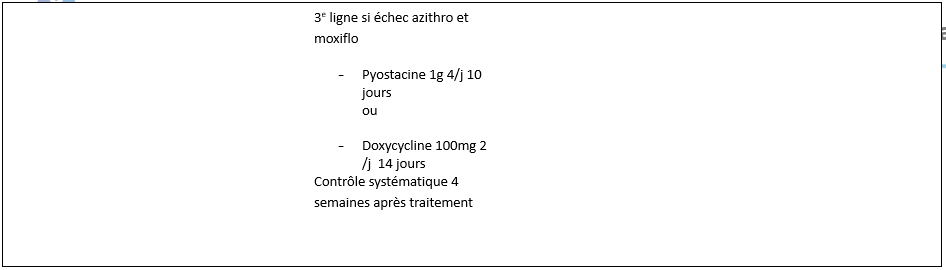 3e ligne si échec azithro et
moxiflo
- Pyostacine 1g 4/j 10
jours
ou
- Doxycycline 100mg 2
/j 14 jours
Contrôle systématique 4
semaines après traitement